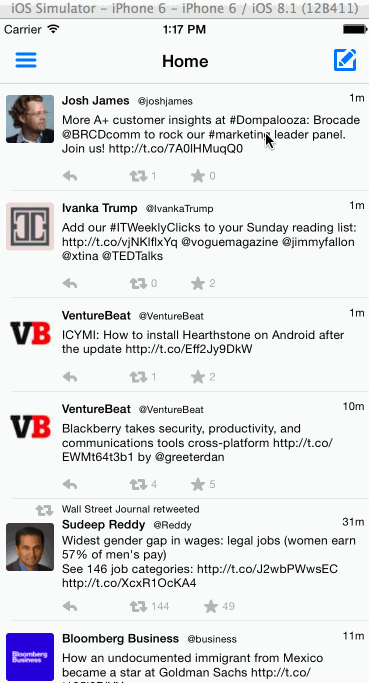 iOS Simulator - iPhone 6 - iPhone 6 / iOS 8.1 (12B411)
Carrier 1:17 PM
Home
Josh James @joshjames 1m
More A+ customer insights at #Dompalooza: Brocade
@BRCDcomm to rock our #marketing leader panel.
Join us! http://t.co/7A0lHMuqQ0
1 0
Ivanka Trump @IvankaTrump 1m
Add our #ITWeeklyClicks to your Sunday reading list:
http://t.co/vjNKlflxYq @voguemagazine @jimmyfallon
@xtina @TEDTalks
0 2
VB
VentureBeat @VentureBeat 1m
ICYMI: How to install Hearthstone on Android after
the update http://t.co/Eff2Jy9DkW
1 2
VB
VentureBeat @VentureBeat 10m
Blackberry takes security, productivity, and
communications tools cross-platform http://t.co/
EWMt64t3b1 by @greeterdan
4 5
Wall Street Journal retweeted
Sudeep Reddy @Reddy 31m
Widest gender gap in wages: legal jobs (women earn
57% of men's pay)
See 146 job categories: http://t.co/J2wbPWwsEC
http://t.co/XcxR1OcKA4
144 49
Bloomberg
Business
Bloomberg Business @business 11m
How an undocumented immigrant from Mexico
became a star at Goldman Sachs http://t.co/